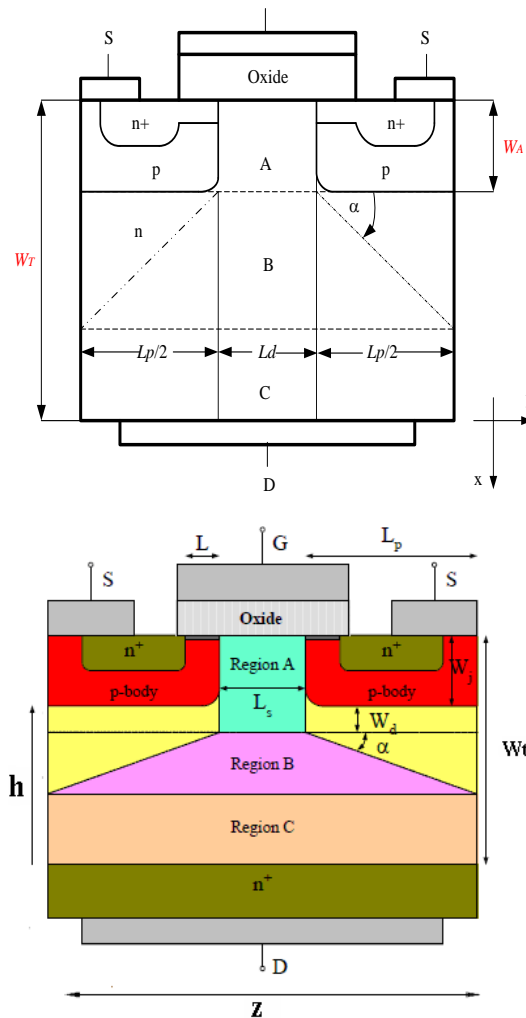 S
S
Oxide
n+
n+
A
W_A
p
p
α
n
B
W_T
Lp/2
Ld
Lp/2
C
x
D
L
G
L_p
S
S
Oxide
n⁺
n⁺
Region A
W_j
p-body
p-body
L_s
W_d
Wt
α
Region B
h
Region C
n⁺
D
z